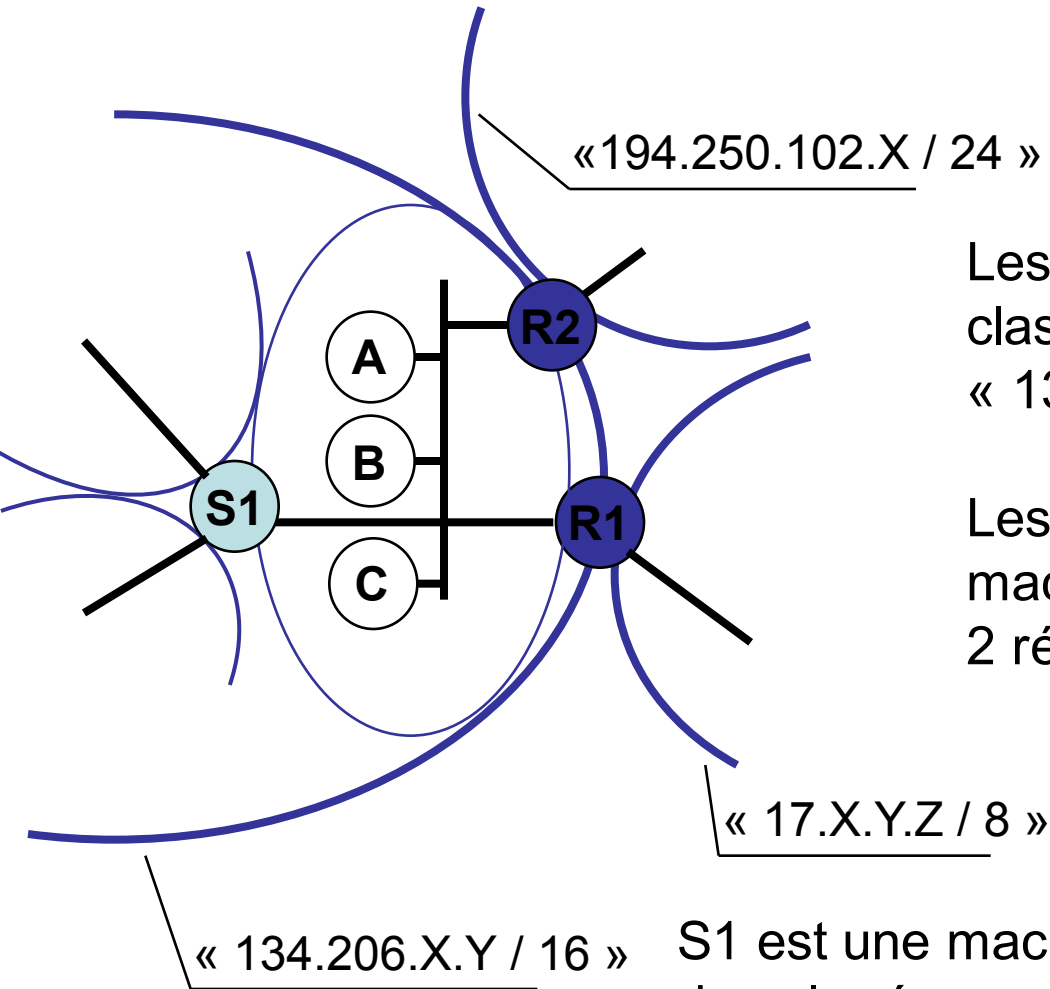 «194.250.102.X / 24 »
Les
clas
« 13
R2
A
B
S1
R1
Les
mac
2 ré
C
« 17.X.Y.Z / 8 »
« 134.206.X.Y / 16 »
S1 est une mac